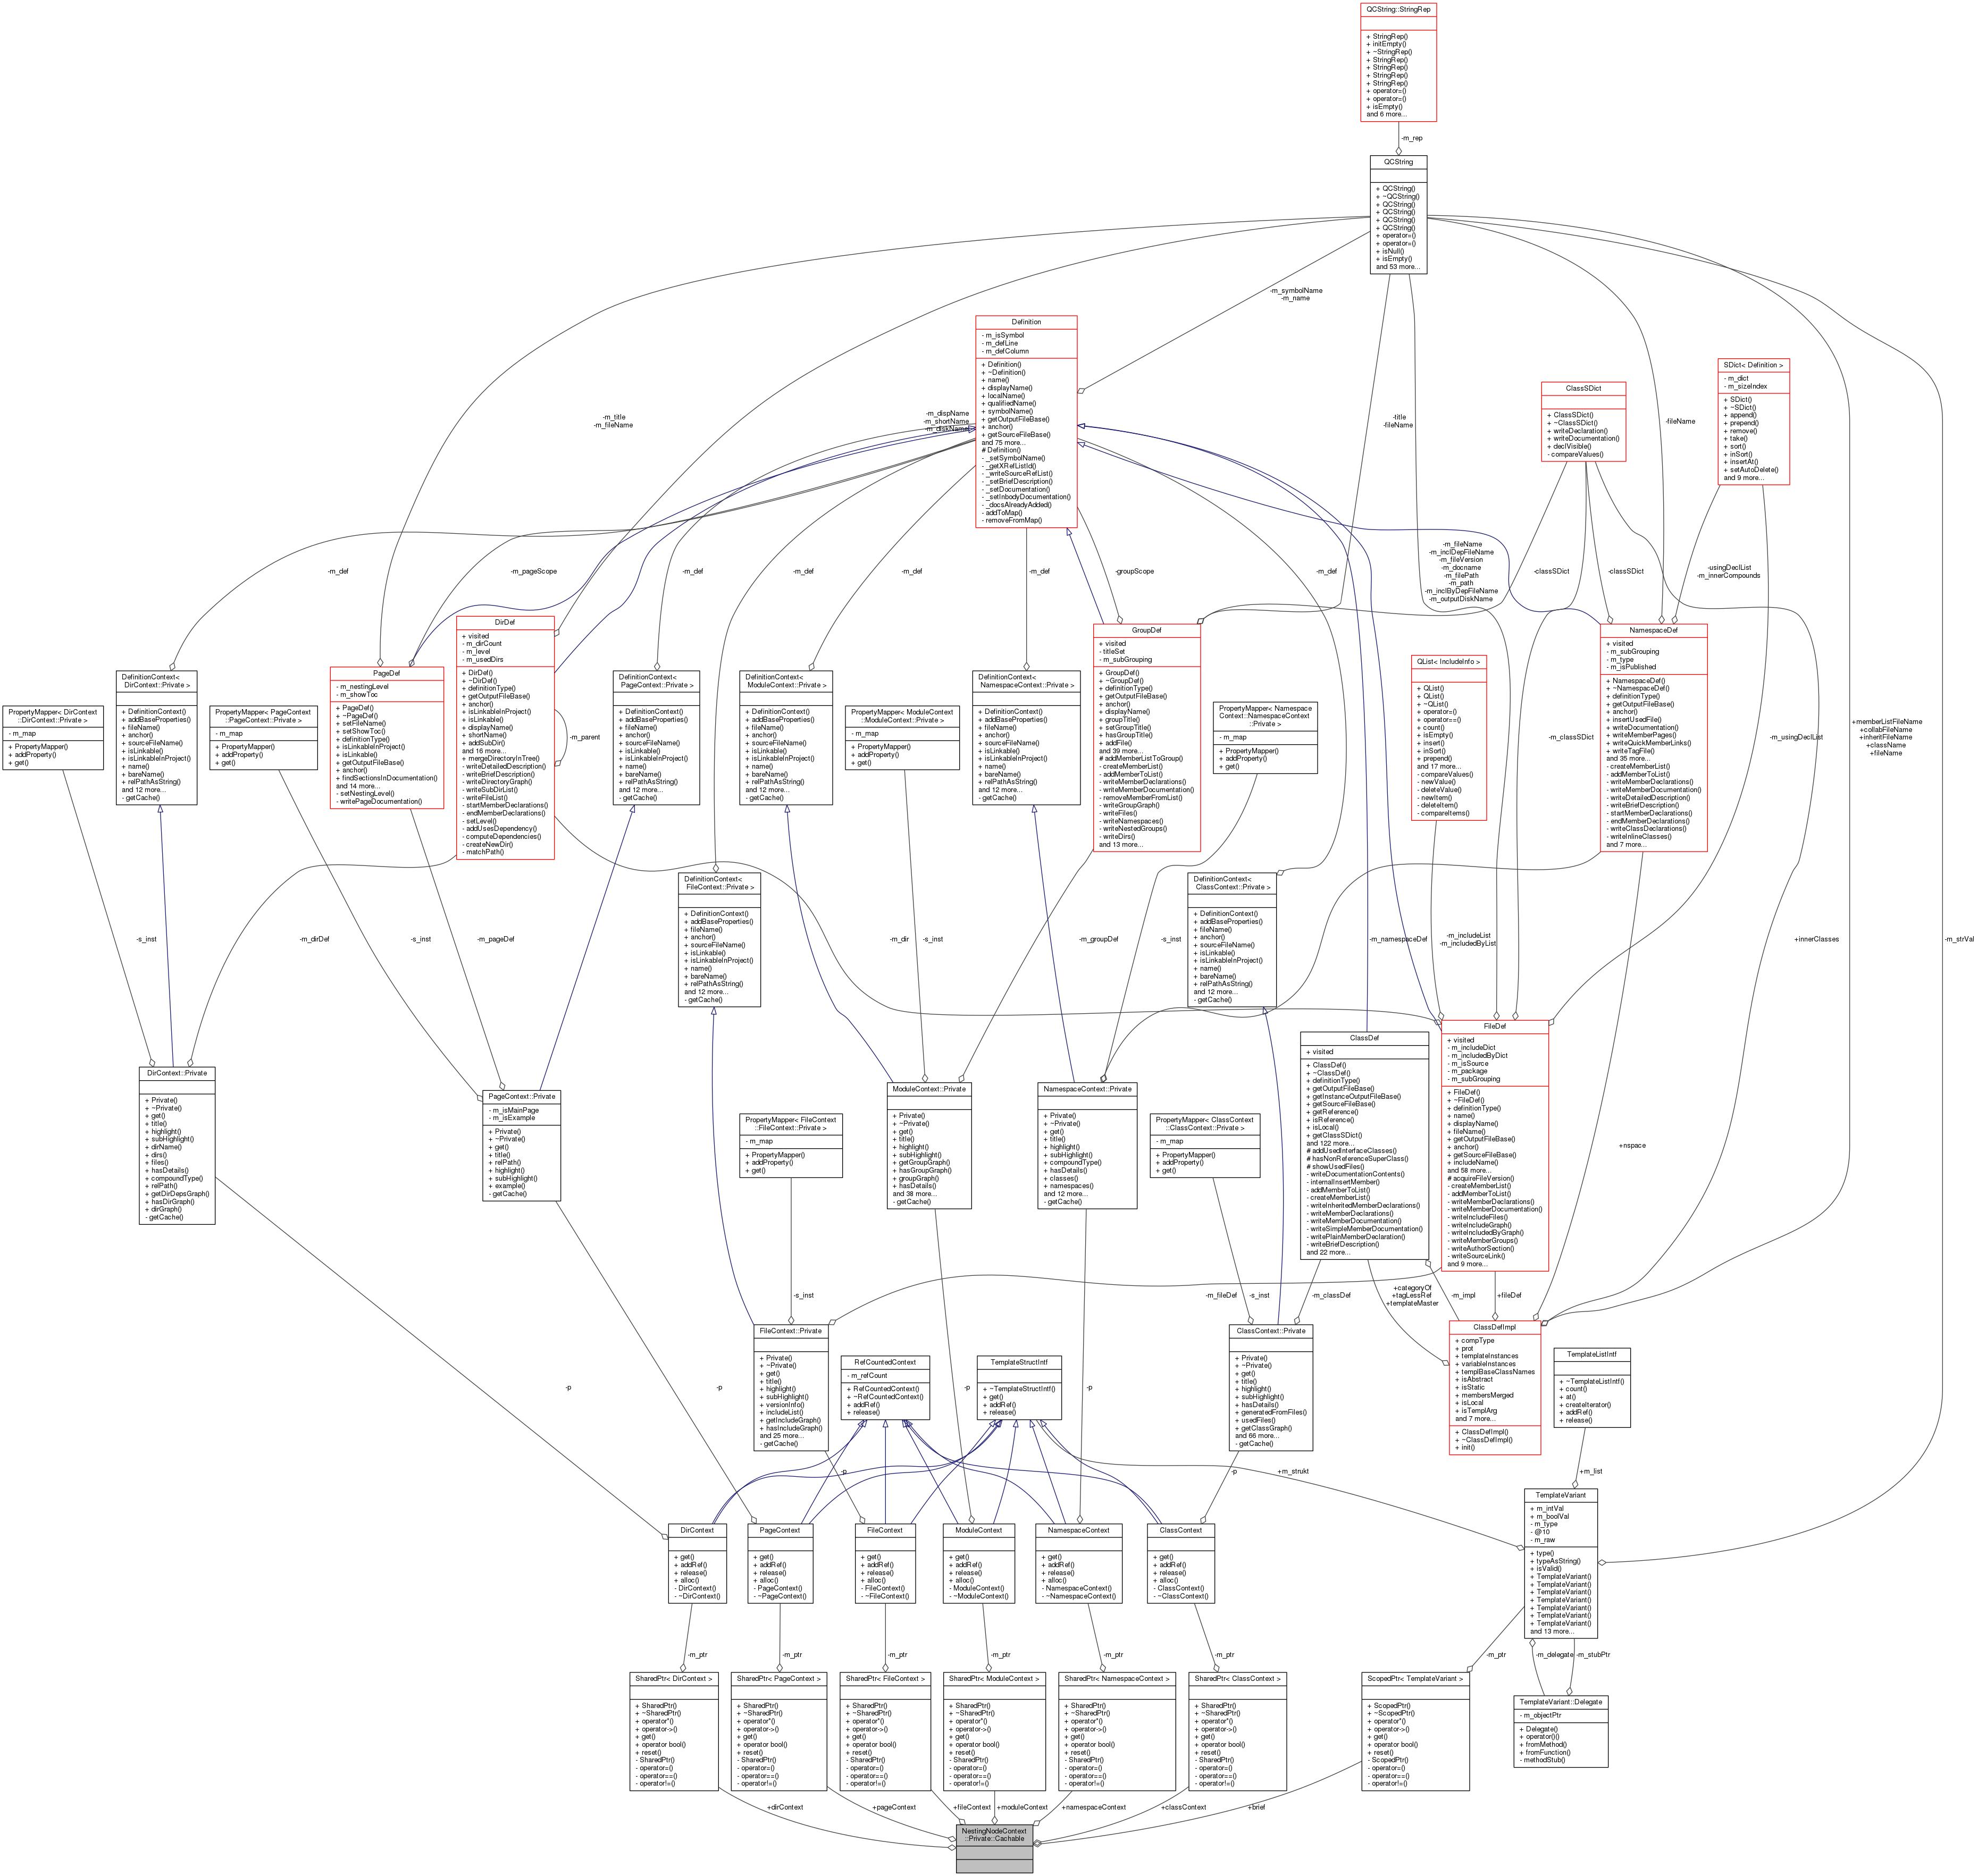 QCString::StringRep
+ StringRep()
+ initEmpty()
+ ~StringRep()
+ StringRep()
+ StringRep()
+ StringRep()
+ StringRep()
+ operator=()
+ operator=()
+ isEmpty()
and 6 more...
-m_rep
QCString
+ QCString()
+ ~QCString()
+ QCString()
+ QCString()
+ QCString()
+ QCString()
+ operator=()
+ operator=()
+ isNull()
+ isEmpty()
and 53 more...
-m_symbolName
-m_name
Definition
- m_isSymbol
- m_defLine
- m_defColumn
+ Definition()
+ ~Definition()
+ name()
+ displayName()
+ localName()
+ qualifiedName()
+ symbolName()
+ getOutputFileBase()
+ anchor()
+ getSourceFileBase()
and 75 more...
# Definition()
- _setSymbolName()
- _getXRefListId()
- _writeSourceRefList()
- _setBriefDescription()
- _setDocumentation()
- _setInbodyDocumentation()
- _docsAlreadyAdded()
- addToMap()
- removeFromMap()
-m_title
-m_fileName
-m_dispName
-m_shortName
-m_diskName
-title
-fileName
ClassSDict
+ ClassSDict()
+ ~ClassSDict()
+ writeDeclaration()
+ writeDocumentation()
+ declVisible()
- compareValues()
-fileName
SDict< Definition >
- m_dict
- m_sizeIndex
+ SDict()
+ ~SDict()
+ append()
+ prepend()
+ remove()
+ take()
+ sort()
+ inSort()
+ insertAt()
+ setAutoDelete()
and 9 more...
-m_def
-m_pageScope
-m_def
-m_def
-m_def
-m_def
-groupScope
-m_def
-m_fileName
-m_inclDepFileName
-m_fileVersion
-m_docname
-m_filePath
-m_path
-m_inclByDepFileName
-m_outputDiskName
-classSDict
-classSDict
-usingDeclList
-m_innerCompounds
PropertyMapper< DirContext
::DirContext::Private >
- m_map
+ PropertyMapper()
+ addProperty()
+ get()
DefinitionContext<
DirContext::Private >
+ DefinitionContext()
+ addBaseProperties()
+ fileName()
+ anchor()
+ sourceFileName()
+ isLinkable()
+ isLinkableInProject()
+ name()
+ bareName()
+ relPathAsString()
and 12 more...
- getCache()
PropertyMapper< PageContext
::PageContext::Private >
- m_map
+ PropertyMapper()
+ addProperty()
+ get()
PageDef
- m_nestingLevel
- m_showToc
+ PageDef()
+ ~PageDef()
+ setFileName()
+ setShowToc()
+ definitionType()
+ isLinkableInProject()
+ isLinkable()
+ getOutputFileBase()
+ anchor()
+ findSectionsInDocumentation()
and 14 more...
- setNestingLevel()
- writePageDocumentation()
DirDef
+ visited
- m_dirCount
- m_level
- m_usedDirs
+ DirDef()
+ ~DirDef()
+ definitionType()
+ getOutputFileBase()
+ anchor()
+ isLinkableInProject()
+ isLinkable()
+ displayName()
+ shortName()
+ addSubDir()
and 16 more...
+ mergeDirectoryInTree()
- writeDetailedDescription()
- writeBriefDescription()
- writeDirectoryGraph()
- writeSubDirList()
- writeFileList()
- startMemberDeclarations()
- endMemberDeclarations()
- setLevel()
- addUsesDependency()
- computeDependencies()
- createNewDir()
- matchPath()
-m_parent
DefinitionContext<
PageContext::Private >
+ DefinitionContext()
+ addBaseProperties()
+ fileName()
+ anchor()
+ sourceFileName()
+ isLinkable()
+ isLinkableInProject()
+ name()
+ bareName()
+ relPathAsString()
and 12 more...
- getCache()
DefinitionContext<
ModuleContext::Private >
+ DefinitionContext()
+ addBaseProperties()
+ fileName()
+ anchor()
+ sourceFileName()
+ isLinkable()
+ isLinkableInProject()
+ name()
+ bareName()
+ relPathAsString()
and 12 more...
- getCache()
PropertyMapper< ModuleContext
::ModuleContext::Private >
- m_map
+ PropertyMapper()
+ addProperty()
+ get()
DefinitionContext<
NamespaceContext::Private >
+ DefinitionContext()
+ addBaseProperties()
+ fileName()
+ anchor()
+ sourceFileName()
+ isLinkable()
+ isLinkableInProject()
+ name()
+ bareName()
+ relPathAsString()
and 12 more...
- getCache()
GroupDef
+ visited
- titleSet
- m_subGrouping
+ GroupDef()
+ ~GroupDef()
+ definitionType()
+ getOutputFileBase()
+ anchor()
+ displayName()
+ groupTitle()
+ setGroupTitle()
+ hasGroupTitle()
+ addFile()
and 39 more...
# addMemberListToGroup()
- createMemberList()
- addMemberToList()
- writeMemberDeclarations()
- writeMemberDocumentation()
- removeMemberFromList()
- writeGroupGraph()
- writeFiles()
- writeNamespaces()
- writeNestedGroups()
- writeDirs()
and 13 more...
PropertyMapper< Namespace
Context::NamespaceContext
::Private >
- m_map
+ PropertyMapper()
+ addProperty()
+ get()
QList< IncludeInfo >
+ QList()
+ QList()
+ ~QList()
+ operator=()
+ operator==()
+ count()
+ isEmpty()
+ insert()
+ inSort()
+ prepend()
and 17 more...
- compareValues()
- newValue()
- deleteValue()
- newItem()
- deleteItem()
- compareItems()
-m_classSDict
NamespaceDef
+ visited
- m_subGrouping
- m_type
- m_isPublished
+ NamespaceDef()
+ ~NamespaceDef()
+ definitionType()
+ getOutputFileBase()
+ anchor()
+ insertUsedFile()
+ writeDocumentation()
+ writeMemberPages()
+ writeQuickMemberLinks()
+ writeTagFile()
and 35 more...
- createMemberList()
- addMemberToList()
- writeMemberDeclarations()
- writeMemberDocumentation()
- writeDetailedDescription()
- writeBriefDescription()
- startMemberDeclarations()
- endMemberDeclarations()
- writeClassDeclarations()
- writeInlineClasses()
and 7 more...
-m_usingDeclList
+memberListFileName
+collabFileName
+inheritFileName
+className
+fileName
-s_inst
-m_dirDef
-s_inst
-m_pageDef
DefinitionContext<
FileContext::Private >
+ DefinitionContext()
+ addBaseProperties()
+ fileName()
+ anchor()
+ sourceFileName()
+ isLinkable()
+ isLinkableInProject()
+ name()
+ bareName()
+ relPathAsString()
and 12 more...
- getCache()
-m_dir
-s_inst
-m_groupDef
-s_inst
DefinitionContext<
ClassContext::Private >
+ DefinitionContext()
+ addBaseProperties()
+ fileName()
+ anchor()
+ sourceFileName()
+ isLinkable()
+ isLinkableInProject()
+ name()
+ bareName()
+ relPathAsString()
and 12 more...
- getCache()
-m_namespaceDef
-m_includeList
-m_includedByList
+innerClasses
-m_strVal
DirContext::Private
+ Private()
+ ~Private()
+ get()
+ title()
+ highlight()
+ subHighlight()
+ dirName()
+ dirs()
+ files()
+ hasDetails()
+ compoundType()
+ relPath()
+ getDirDepsGraph()
+ hasDirGraph()
+ dirGraph()
- getCache()
PageContext::Private
- m_isMainPage
- m_isExample
+ Private()
+ ~Private()
+ get()
+ title()
+ relPath()
+ highlight()
+ subHighlight()
+ example()
- getCache()
PropertyMapper< FileContext
::FileContext::Private >
- m_map
+ PropertyMapper()
+ addProperty()
+ get()
ModuleContext::Private
+ Private()
+ ~Private()
+ get()
+ title()
+ highlight()
+ subHighlight()
+ getGroupGraph()
+ hasGroupGraph()
+ groupGraph()
+ hasDetails()
and 38 more...
- getCache()
NamespaceContext::Private
+ Private()
+ ~Private()
+ get()
+ title()
+ highlight()
+ subHighlight()
+ compoundType()
+ hasDetails()
+ classes()
+ namespaces()
and 12 more...
- getCache()
PropertyMapper< ClassContext
::ClassContext::Private >
- m_map
+ PropertyMapper()
+ addProperty()
+ get()
ClassDef
+ visited
+ ClassDef()
+ ~ClassDef()
+ definitionType()
+ getOutputFileBase()
+ getInstanceOutputFileBase()
+ getSourceFileBase()
+ getReference()
+ isReference()
+ isLocal()
+ getClassSDict()
and 122 more...
# addUsedInterfaceClasses()
# hasNonReferenceSuperClass()
# showUsedFiles()
- writeDocumentationContents()
- internalInsertMember()
- addMemberToList()
- createMemberList()
- writeInheritedMemberDeclarations()
- writeMemberDeclarations()
- writeMemberDocumentation()
- writeSimpleMemberDocumentation()
- writePlainMemberDeclaration()
- writeBriefDescription()
and 22 more...
FileDef
+ visited
- m_includeDict
- m_includedByDict
- m_isSource
- m_package
- m_subGrouping
+ FileDef()
+ ~FileDef()
+ definitionType()
+ name()
+ displayName()
+ fileName()
+ getOutputFileBase()
+ anchor()
+ getSourceFileBase()
+ includeName()
and 58 more...
# acquireFileVersion()
- createMemberList()
- addMemberToList()
- writeMemberDeclarations()
- writeMemberDocumentation()
- writeIncludeFiles()
- writeIncludeGraph()
- writeIncludedByGraph()
- writeMemberGroups()
- writeAuthorSection()
- writeSourceLink()
and 9 more...
+nspace
-s_inst
-m_fileDef
-s_inst
-m_classDef
+categoryOf
+tagLessRef
+templateMaster
-m_impl
+fileDef
FileContext::Private
+ Private()
+ ~Private()
+ get()
+ title()
+ highlight()
+ subHighlight()
+ versionInfo()
+ includeList()
+ getIncludeGraph()
+ hasIncludeGraph()
and 25 more...
- getCache()
RefCountedContext
- m_refCount
+ RefCountedContext()
+ ~RefCountedContext()
+ addRef()
+ release()
TemplateStructIntf
+ ~TemplateStructIntf()
+ get()
+ addRef()
+ release()
ClassContext::Private
+ Private()
+ ~Private()
+ get()
+ title()
+ highlight()
+ subHighlight()
+ hasDetails()
+ generatedFromFiles()
+ usedFiles()
+ getClassGraph()
and 66 more...
- getCache()
ClassDefImpl
+ compType
+ prot
+ templateInstances
+ variableInstances
+ templBaseClassNames
+ isAbstract
+ isStatic
+ membersMerged
+ isLocal
+ isTemplArg
and 7 more...
+ ClassDefImpl()
+ ~ClassDefImpl()
+ init()
TemplateListIntf
+ ~TemplateListIntf()
+ count()
+ at()
+ createIterator()
+ addRef()
+ release()
-p
-p
-p
-p
-p
-p
+m_strukt
+m_list
DirContext
+ get()
+ addRef()
+ release()
+ alloc()
- DirContext()
- ~DirContext()
PageContext
+ get()
+ addRef()
+ release()
+ alloc()
- PageContext()
- ~PageContext()
FileContext
+ get()
+ addRef()
+ release()
+ alloc()
- FileContext()
- ~FileContext()
ModuleContext
+ get()
+ addRef()
+ release()
+ alloc()
- ModuleContext()
- ~ModuleContext()
NamespaceContext
+ get()
+ addRef()
+ release()
+ alloc()
- NamespaceContext()
- ~NamespaceContext()
ClassContext
+ get()
+ addRef()
+ release()
+ alloc()
- ClassContext()
- ~ClassContext()
TemplateVariant
+ m_intVal
+ m_boolVal
- m_type
- @10
- m_raw
+ type()
+ typeAsString()
+ isValid()
+ TemplateVariant()
+ TemplateVariant()
+ TemplateVariant()
+ TemplateVariant()
+ TemplateVariant()
+ TemplateVariant()
+ TemplateVariant()
and 13 more...
-m_ptr
-m_ptr
-m_ptr
-m_ptr
-m_ptr
-m_ptr
-m_ptr
-m_delegate
-m_stubPtr
SharedPtr< DirContext >
+ SharedPtr()
+ ~SharedPtr()
+ operator*()
+ operator->()
+ get()
+ operator bool()
+ reset()
- SharedPtr()
- operator=()
- operator==()
- operator!=()
SharedPtr< PageContext >
+ SharedPtr()
+ ~SharedPtr()
+ operator*()
+ operator->()
+ get()
+ operator bool()
+ reset()
- SharedPtr()
- operator=()
- operator==()
- operator!=()
SharedPtr< FileContext >
+ SharedPtr()
+ ~SharedPtr()
+ operator*()
+ operator->()
+ get()
+ operator bool()
+ reset()
- SharedPtr()
- operator=()
- operator==()
- operator!=()
SharedPtr< ModuleContext >
+ SharedPtr()
+ ~SharedPtr()
+ operator*()
+ operator->()
+ get()
+ operator bool()
+ reset()
- SharedPtr()
- operator=()
- operator==()
- operator!=()
SharedPtr< NamespaceContext >
+ SharedPtr()
+ ~SharedPtr()
+ operator*()
+ operator->()
+ get()
+ operator bool()
+ reset()
- SharedPtr()
- operator=()
- operator==()
- operator!=()
SharedPtr< ClassContext >
+ SharedPtr()
+ ~SharedPtr()
+ operator*()
+ operator->()
+ get()
+ operator bool()
+ reset()
- SharedPtr()
- operator=()
- operator==()
- operator!=()
ScopedPtr< TemplateVariant >
+ ScopedPtr()
+ ~ScopedPtr()
+ operator*()
+ operator->()
+ get()
+ operator bool()
+ reset()
- ScopedPtr()
- operator=()
- operator==()
- operator!=()
TemplateVariant::Delegate
- m_objectPtr
+ Delegate()
+ operator()()
+ fromMethod()
+ fromFunction()
- methodStub()
+dirContext
+pageContext
+fileContext
+moduleContext
+namespaceContext
+classContext
+brief
NestingNodeContext
::Private::Cachable